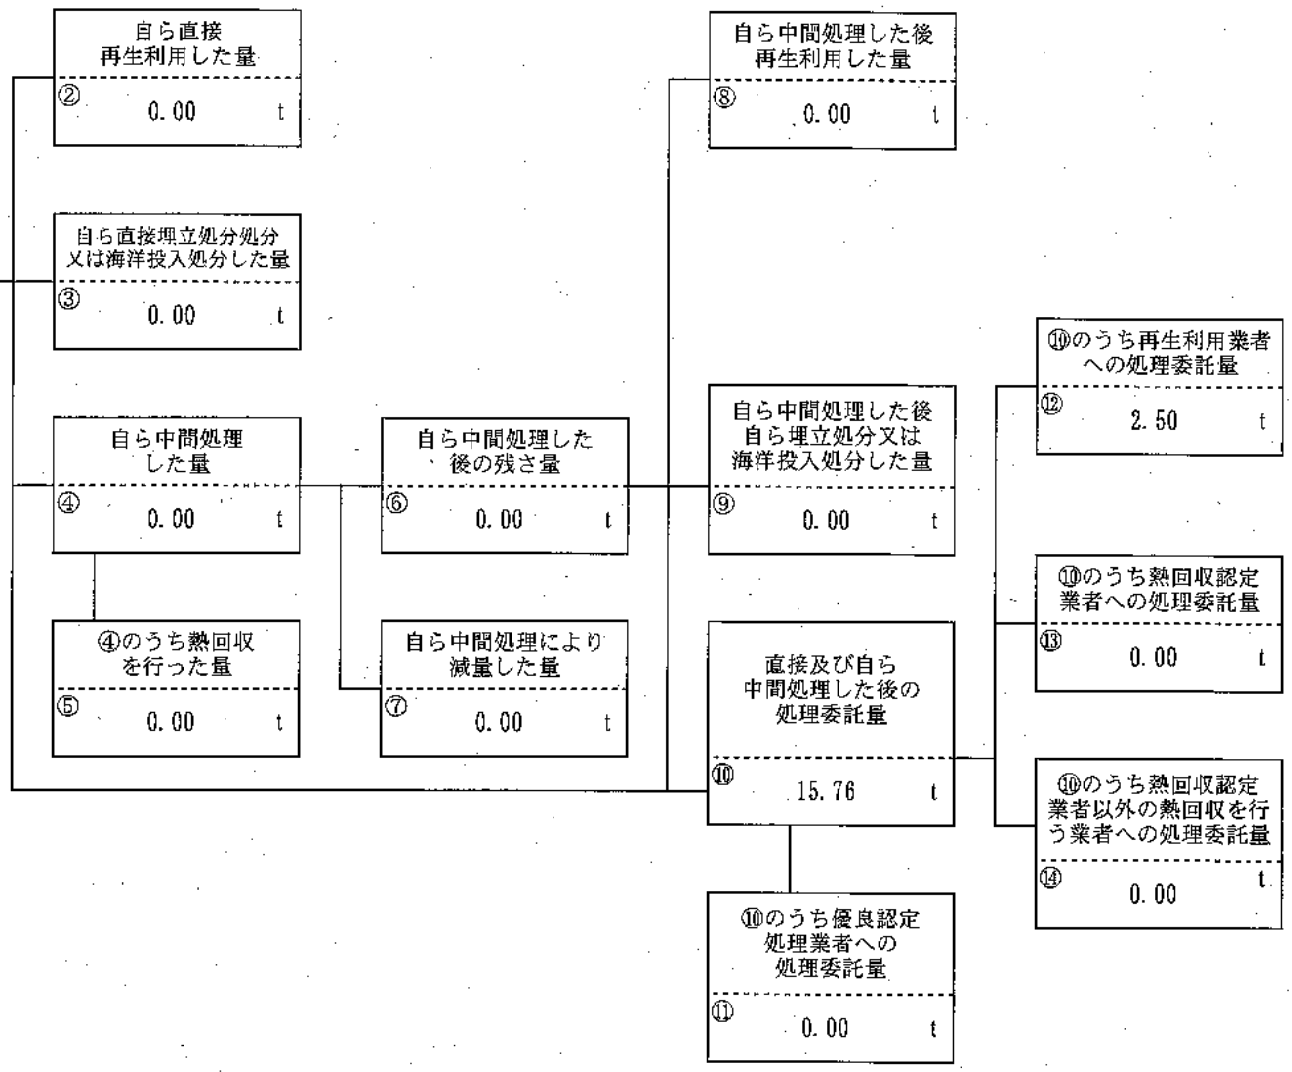 自ら直接
再生利用した量
②
0.00 t
自ら直接埋立処分処分
又は海洋投入処分した量
③
0.00 t
自ら中間処理
した量
④
0.00 t
④のうち熱回収
を行った量
⑤
0.00 t
自ら中間処理した
後の残さ量
⑥
0.00 t
自ら中間処理により
減量した量
⑦
0.00 t
自ら中間処理した後
再生利用した量
⑧
0.00 t
自ら中間処理した後
自ら埋立処分又は
海洋投入処分した量
⑨
0.00 t
直接及び自ら
中間処理した後の
処理委託量
⑩
15.76 t
⑩のうち優良認定
処理業者への
処理委託量
⑪
0.00 t
⑩のうち再生利用業者
への処理委託量
⑫
2.50 t
⑩のうち熱回収認定
業者への処理委託量
⑬
0.00 t
⑩のうち熱回収認定
業者以外の熱回収を行
う業者への処理委託量
⑭
0.00 t